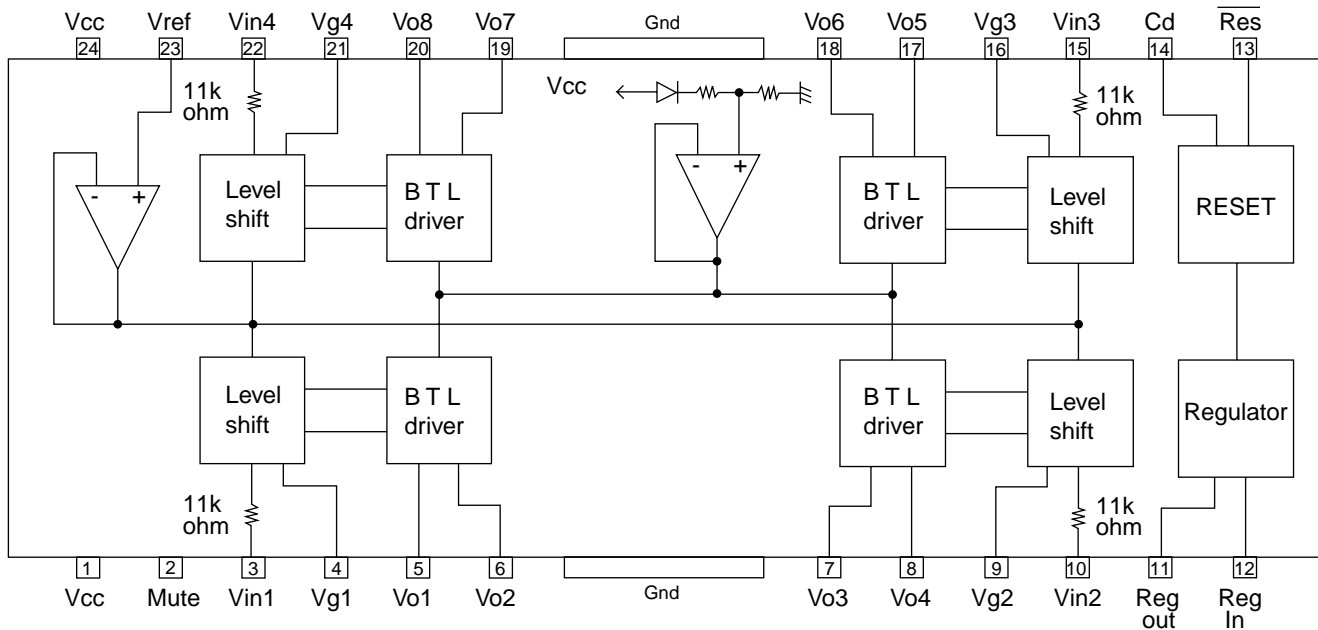 Vcc Vref Vin4 Vg4 Vo8 Vo7 Gnd Vo6 Vo5 Vg3 Vin3 Cd Res
24 23 22 21 20 19 18 17 16 15 14 13
11k
ohm
Vcc
11k
ohm
- +
Level
shift
B T L
driver
- +
B T L
driver
Level
shift
RESET
Level
shift
B T L
driver
B T L
driver
Level
shift
Regulator
11k
ohm
11k
ohm
1 2 3 4 5 6 7 8 9 10 11 12
Vcc Mute Vin1 Vg1 Vo1 Vo2 Gnd Vo3 Vo4 Vg2 Vin2 Reg Reg
out In